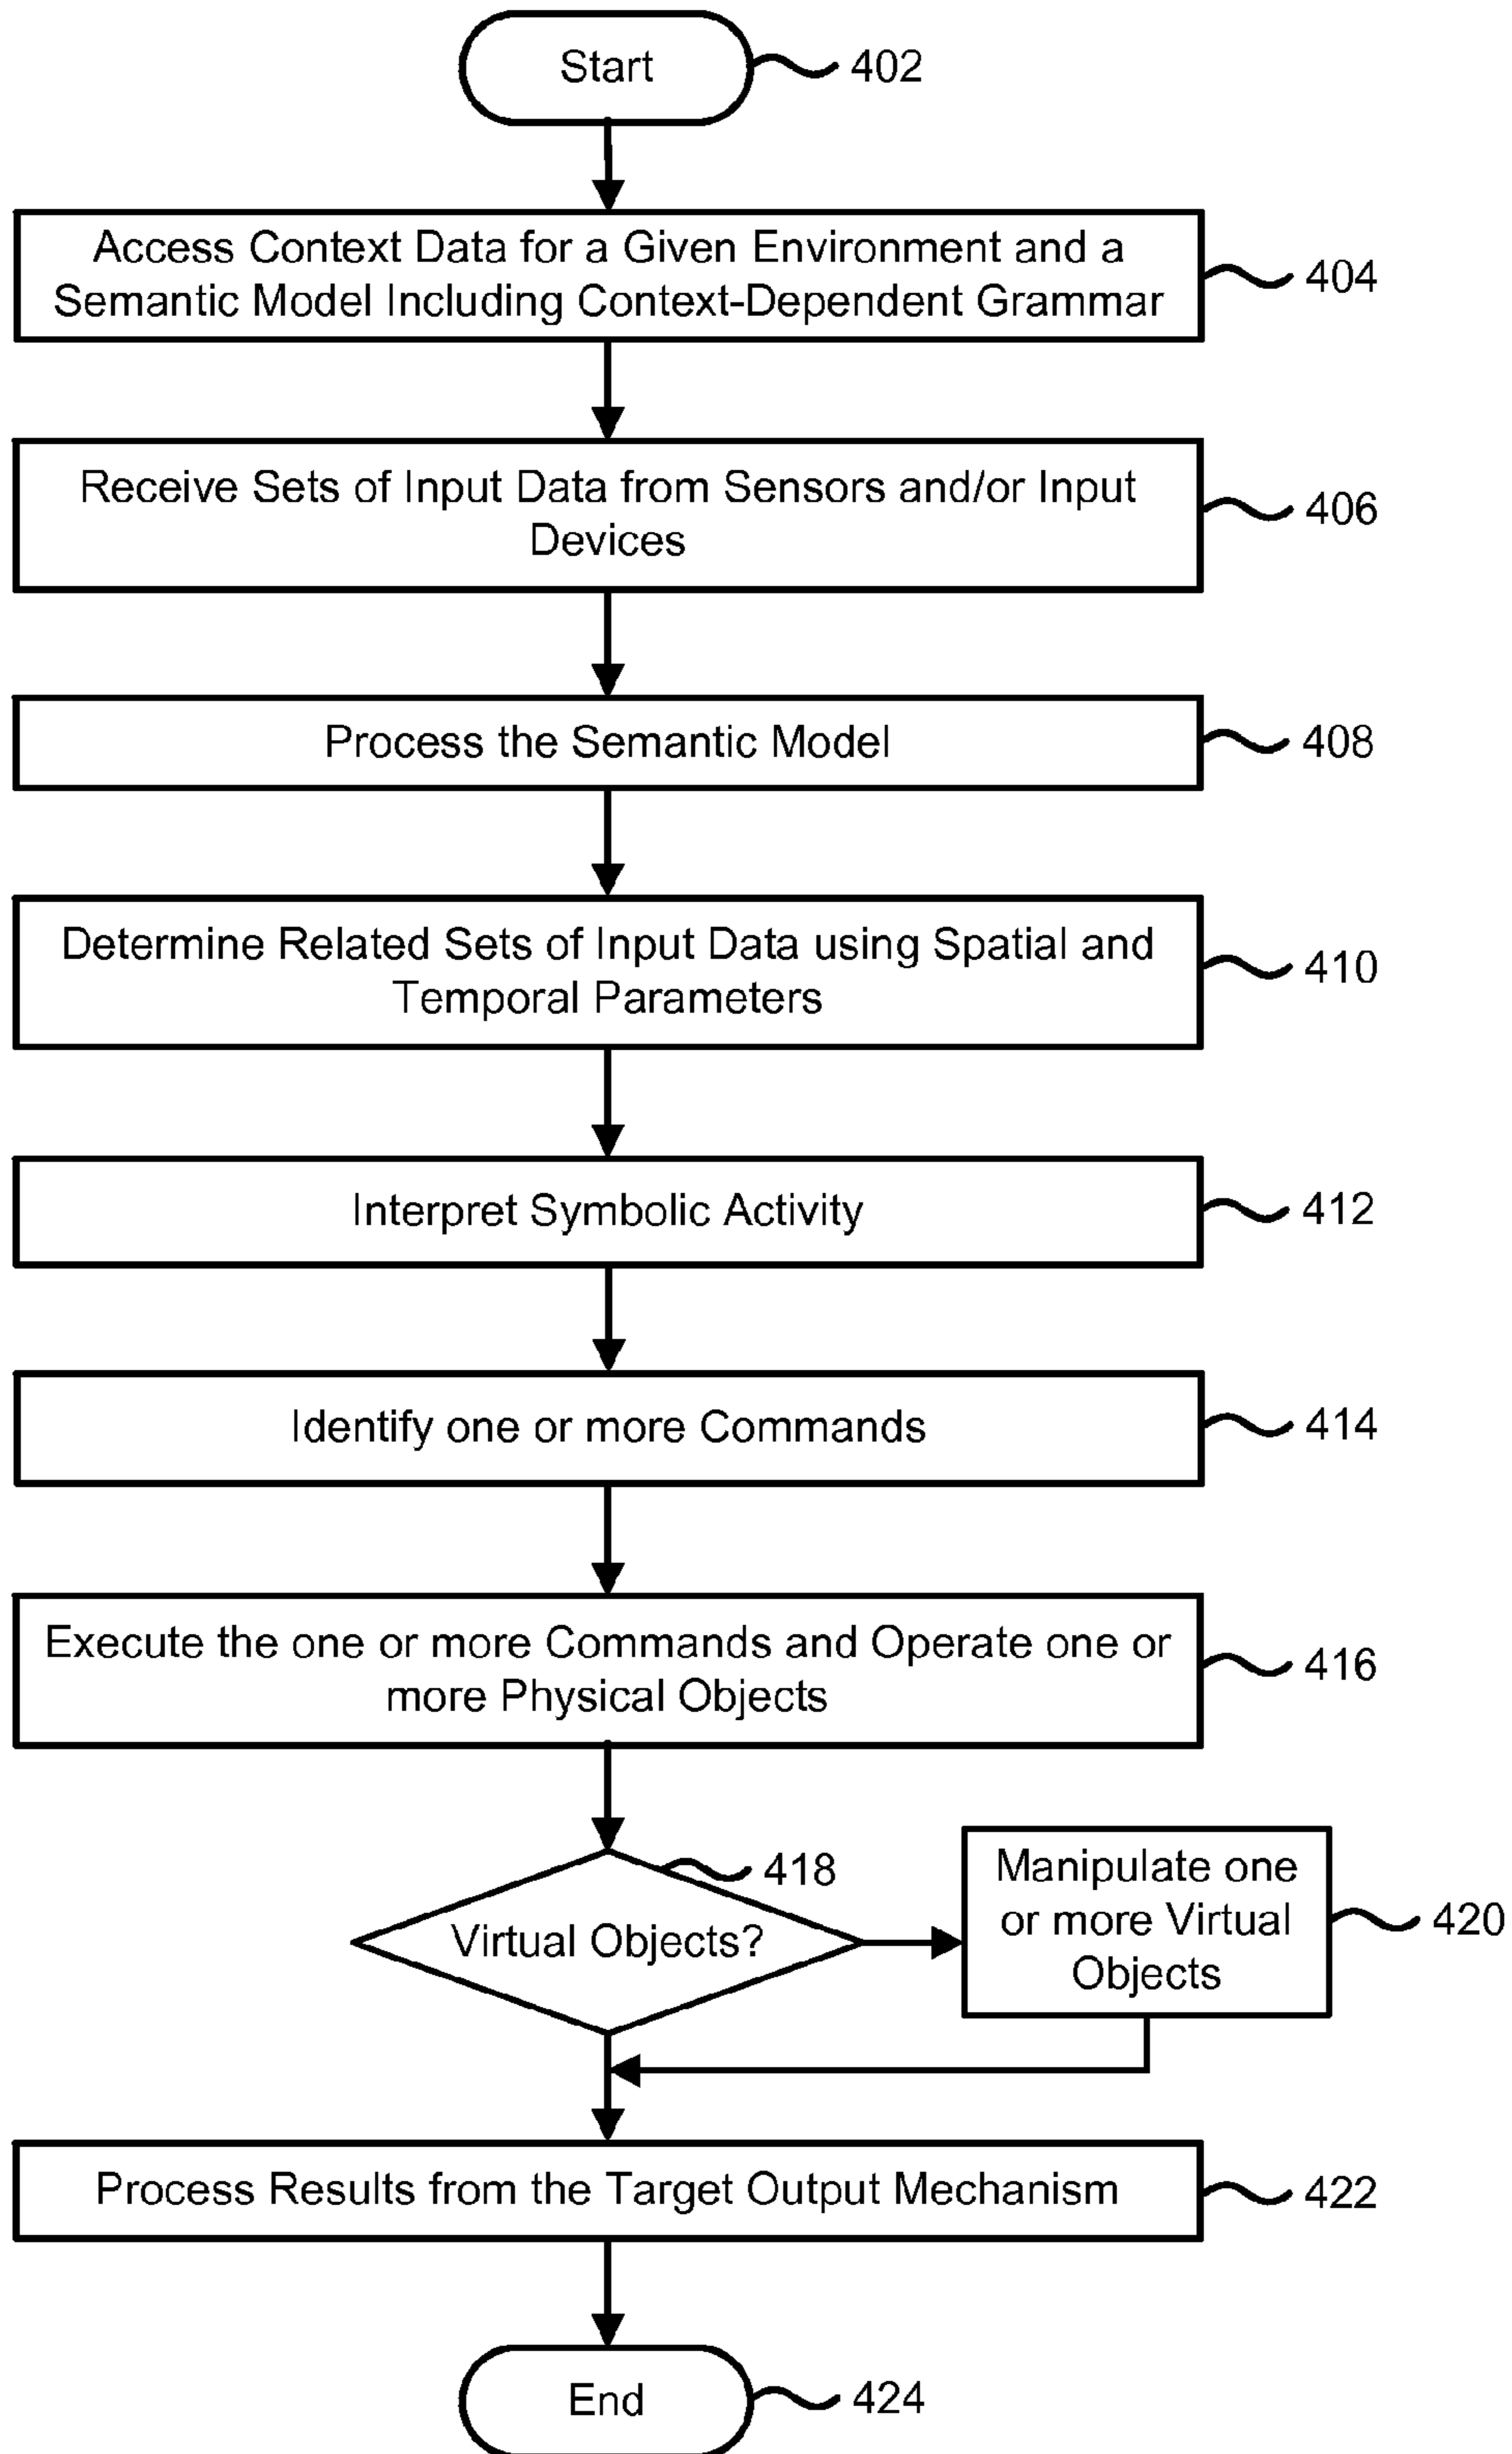 Start
402
Access Context Data for a Given Environment and a
Semantic Model Including Context-Dependent Grammar
404
Receive Sets of Input Data from Sensors and/or Input
Devices
406
Process the Semantic Model
408
Determine Related Sets of Input Data using Spatial and
Temporal Parameters
410
Interpret Symbolic Activity
412
Identify one or more Commands
414
Execute the one or more Commands and Operate one or
more Physical Objects
416
Virtual Objects?
418
Manipulate one
or more Virtual
Objects
420
Process Results from the Target Output Mechanism
422
End
424